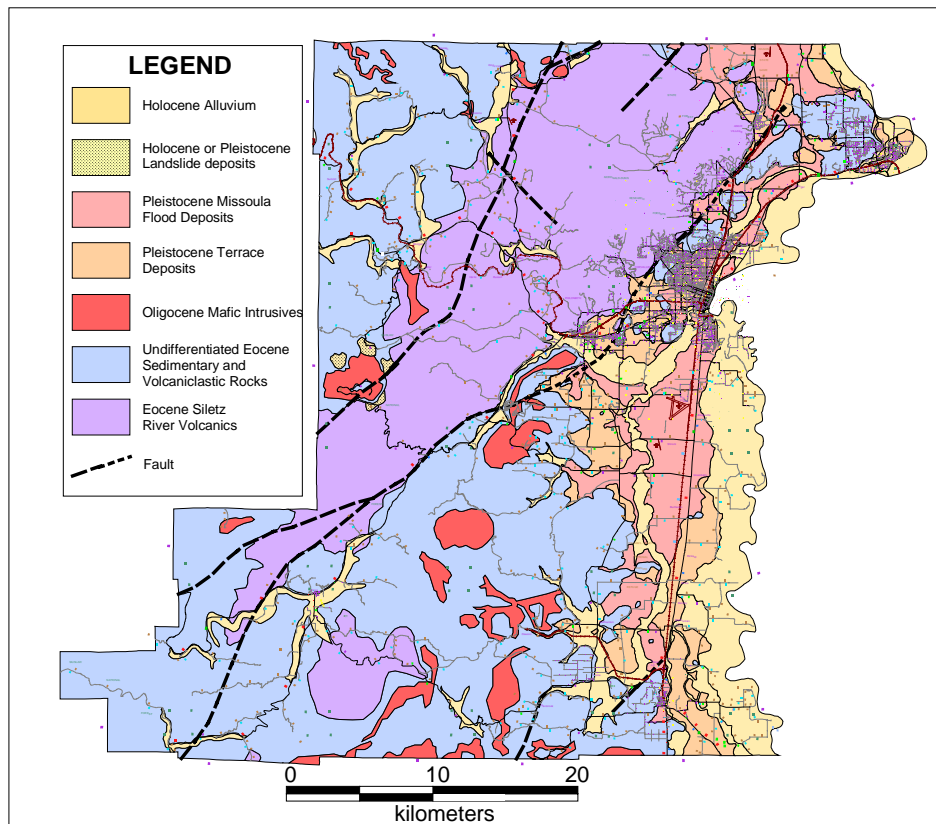 LEGEND
Holocene Alluvium
Holocene or Pleistocene
Landslide deposits
Pleistocene Missoula
Flood Deposits
Pleistocene Terrace
Deposits
Oligocene Mafic Intrusives
Undifferentiated Eocene
Sedimentary and
Volcaniclastic Rocks
Eocene Siletz
River Volcanics
Fault
0 10 20
kilometers